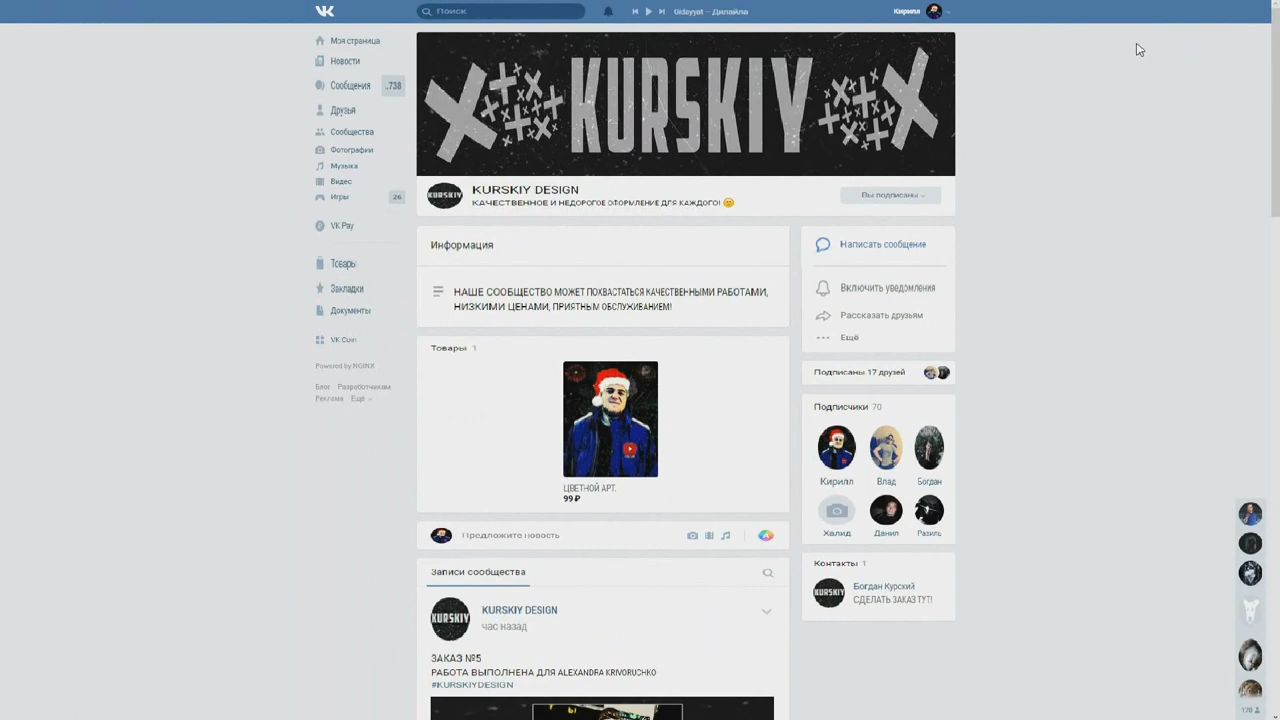 VK
Поиск
Gidayyat – Дилайла
Кирилл
Моя страница
Новости
Сообщения
..738
Друзья
Сообщества
Фотографии
Музыка
Видео
Игры
26
VK Pay
Товары
Закладки
Документы
VK Coin
Powered by NGINX
Блог Разработчикам
Реклама Ещё
KURSKIY
KURSKIY
KURSKIY DESIGN
КАЧЕСТВЕННОЕ И НЕДОРОГОЕ ОФОРМЛЕНИЕ ДЛЯ КАЖДОГО!
Вы подписаны
Информация
НАШЕ СООБЩЕСТВО МОЖЕТ ПОХВАСТАТЬСЯ КАЧЕСТВЕННЫМИ РАБОТАМИ,
НИЗКИМИ ЦЕНАМИ, ПРИЯТНЫМ ОБСЛУЖИВАНИЕМ!
Товары 1
ЦВЕТНОЙ АРТ.
99 ₽
Предложите новость
Записи сообщества
KURSKIY
KURSKIY DESIGN
час назад
ЗАКАЗ №5
РАБОТА ВЫПОЛНЕНА ДЛЯ ALEXANDRA KRIVORUCHKO
#KURSKIYDESIGN
Написать сообщение
Включить уведомления
Рассказать друзьям
Ещё
Подписаны 17 друзей
Подписчики 70
Кирилл
Влад
Богдан
Халид
Данил
Разиль
Контакты 1
KURSKIY
Богдан Курский
СДЕЛАТЬ ЗАКАЗ ТУТ!
178